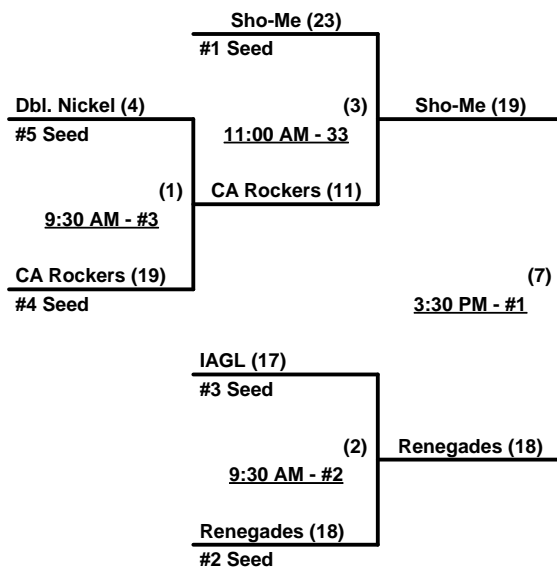 Sho-Me (23)
#1 Seed
Dbl. Nickel (4)
(3)
Sho-Me (19)
#5 Seed
11:00 AM - 33
(1)
CA Rockers (11)
9:30 AM - #3
CA Rockers (19)
(7)
#4 Seed
3:30 PM - #1
IAGL (17)
#3 Seed
(2)
Renegades (18)
9:30 AM - #2
Renegades (18)
#2 Seed